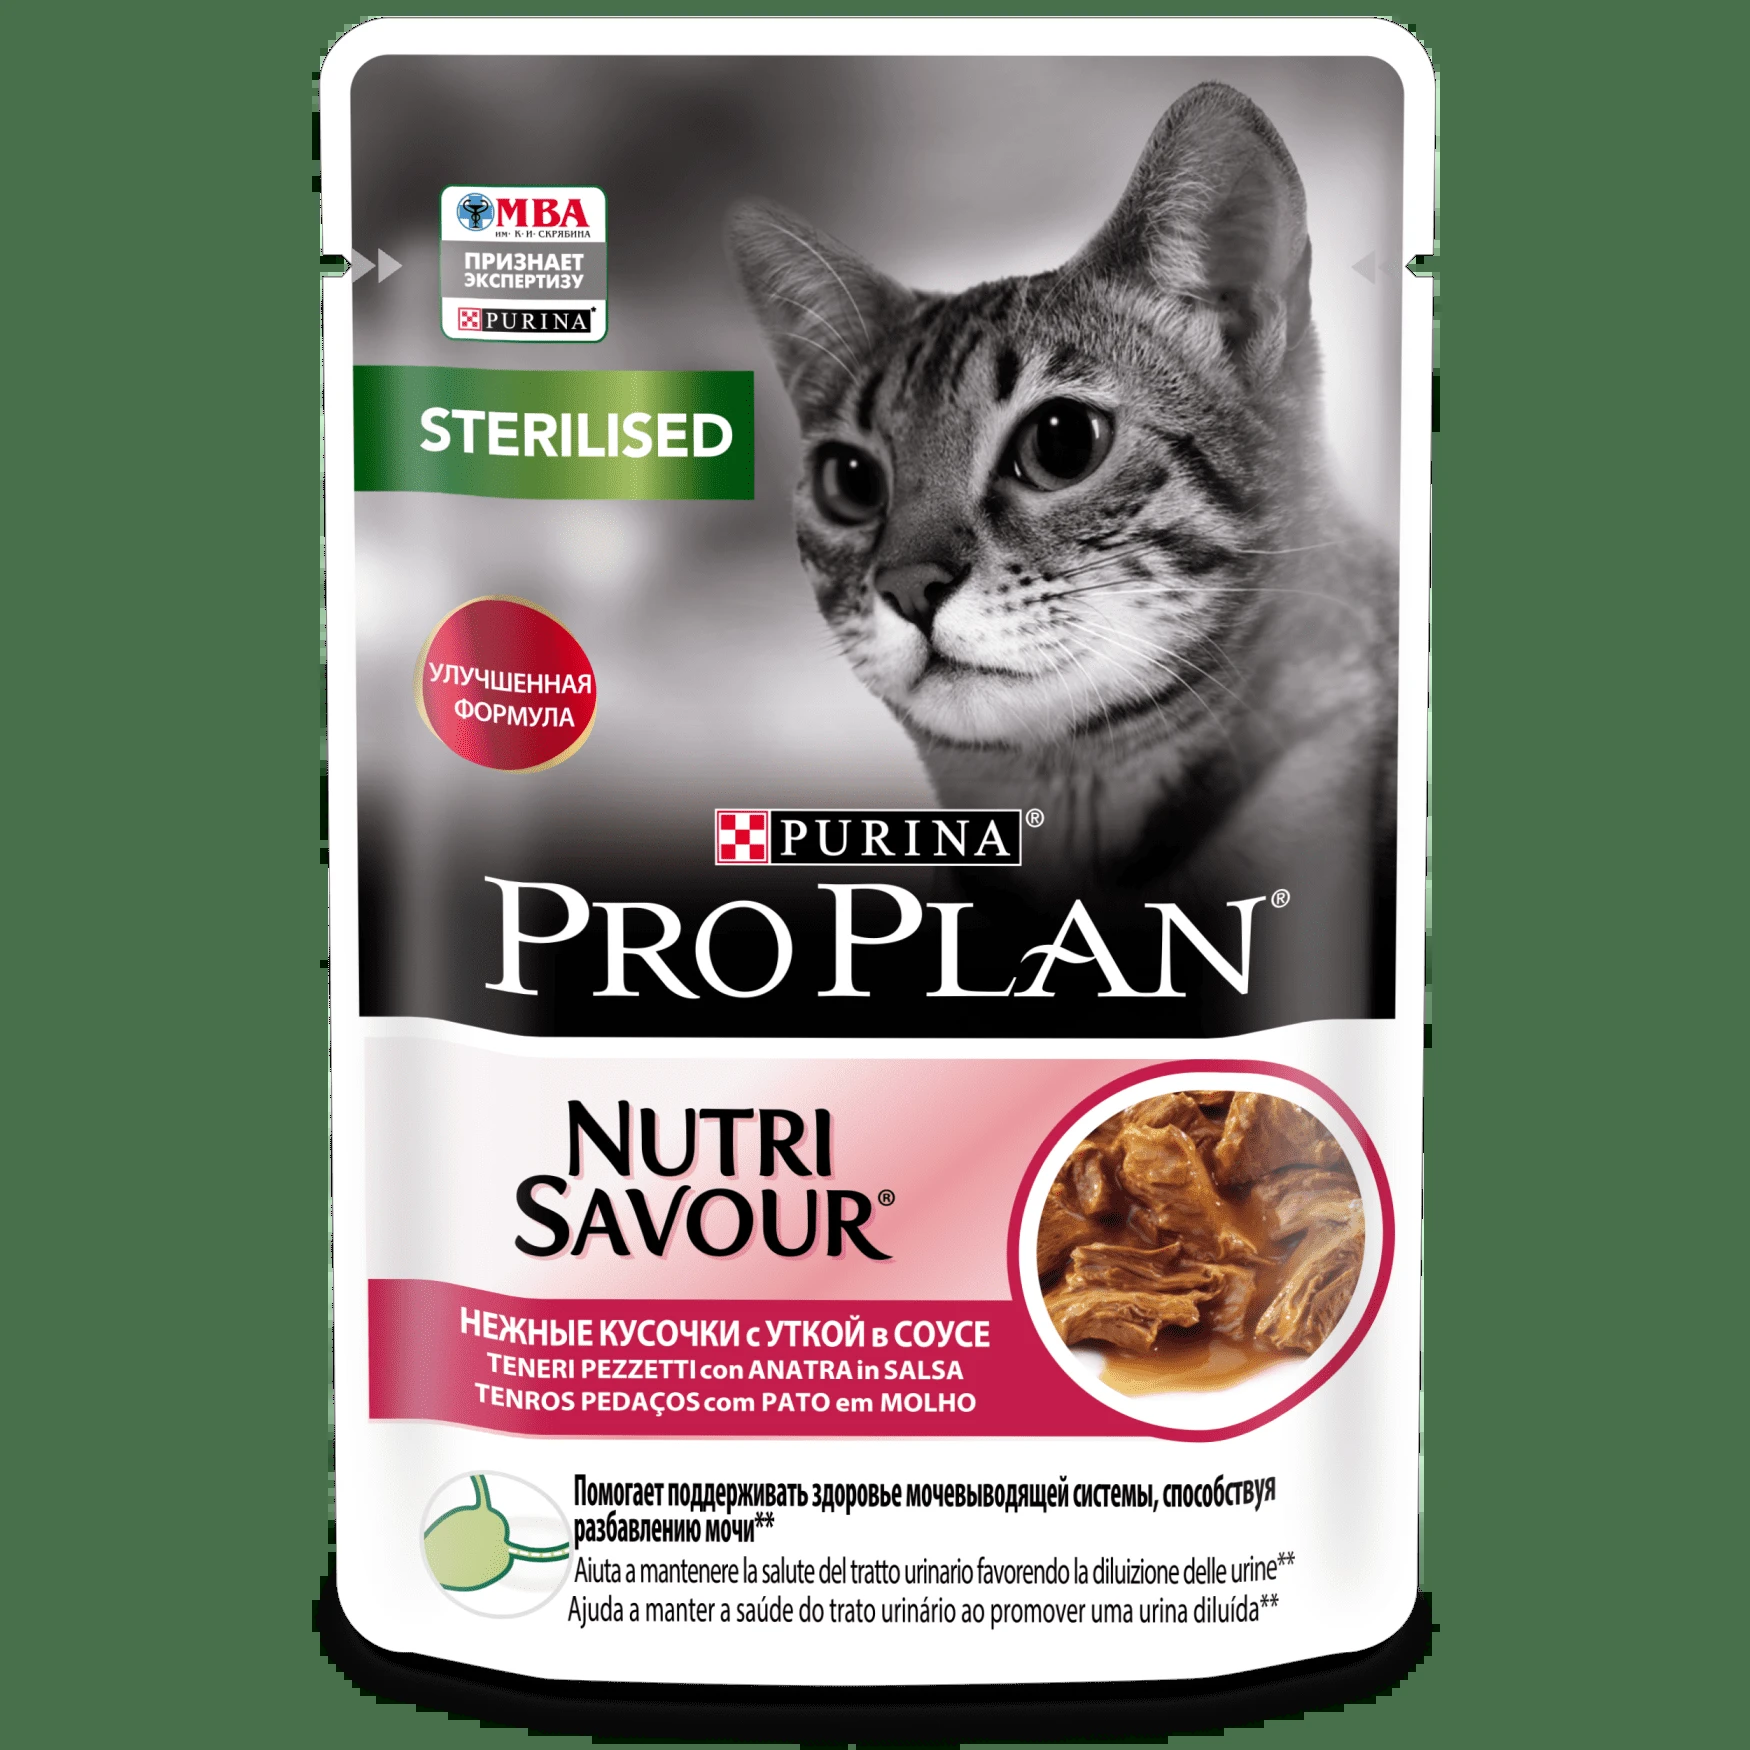 МВА
ИМ. К. И. СКРЯБИНА
ПРИЗНАЕТ
ЭКСПЕРТИЗУ
PURINA*
STERILISED
УЛУЧШЕННАЯ
ФОРМУЛА
PURINA®
PRO PLAN®
NUTRI
SAVOUR®
НЕЖНЫЕ КУСОЧКИ с УТКОЙ в СОУСЕ
TENERI PEZZETTI con ANATRA in SALSA
TENROS PEDAÇOS com PATO em MOLHO
Помогает поддерживать здоровье мочевыводящей системы, способствуя
разбавлению мочи**
Aiuta a mantenere la salute del tratto urinario favorendo la diluizione delle urine**
Ajuda a manter a saúde do trato urinário ao promover uma urina diluída**